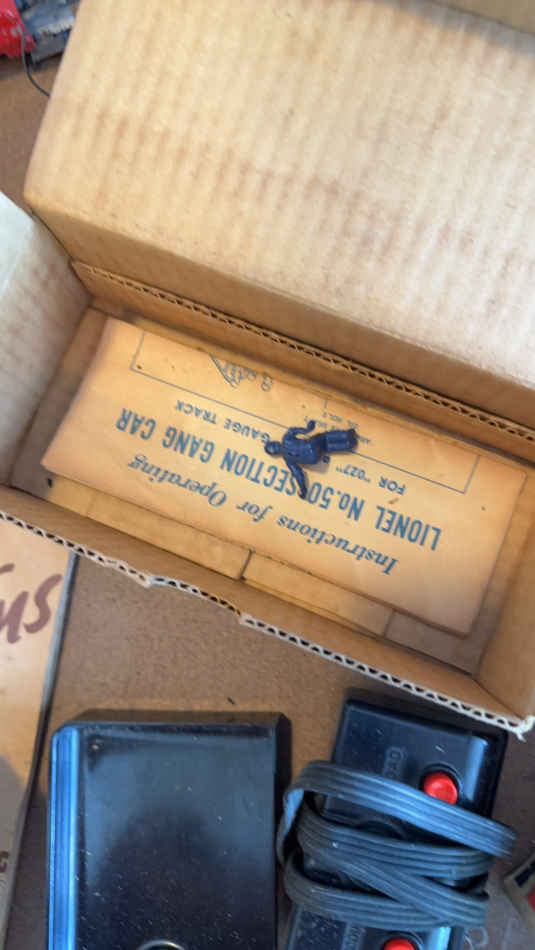 Instructions for Operating
LIONEL No. 50 SECTION GANG CAR
FOR "027" GAUGE TRACK